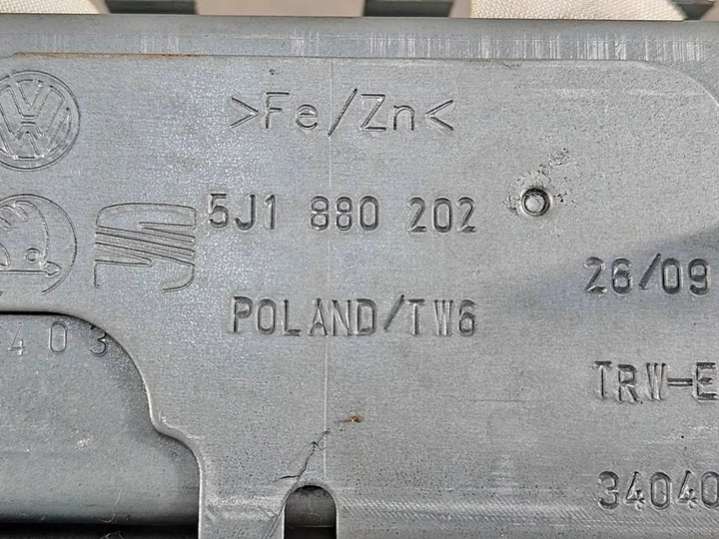 >Fe/Zn<
5J1 880 202
26/09
POLAND/TW6
403
TRW-E
34040